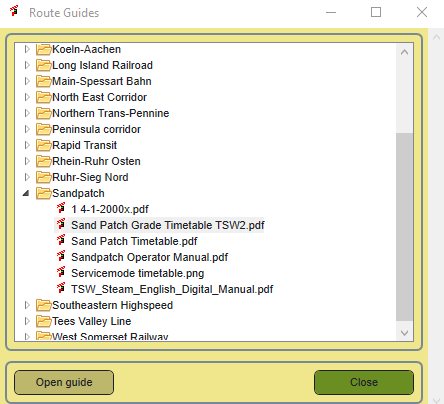 Route Guides
Koeln-Aachen
Long Island Railroad
Main-Spessart Bahn
North East Corridor
Northern Trans-Pennine
Peninsula corridor
Rapid Transit
Rhein-Ruhr Osten
Ruhr-Sieg Nord
Sandpatch
1 4-1-2000x.pdf
Sand Patch Grade Timetable TSW2.pdf
Sand Patch Timetable.pdf
Sandpatch Operator Manual.pdf
Servicemode timetable.png
TSW_Steam_English_Digital_Manual.pdf
Southeastern Highspeed
Tees Valley Line
West Somerset Railway
Open guide
Close